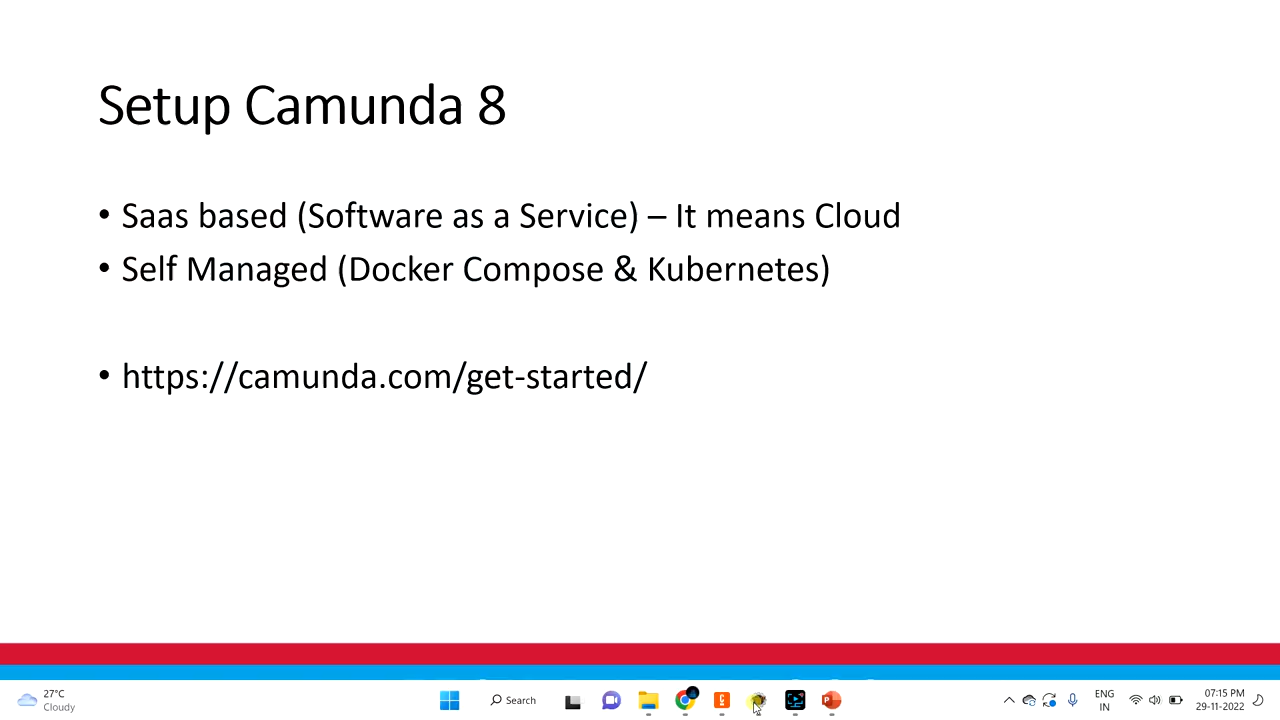 Setup Camunda 8
• Saas based (Software as a Service) – It means Cloud
• Self Managed (Docker Compose & Kubernetes)
• https://camunda.com/get-started/
27°C
Cloudy
Search
ENG
IN
07:15 PM
29-11-2022